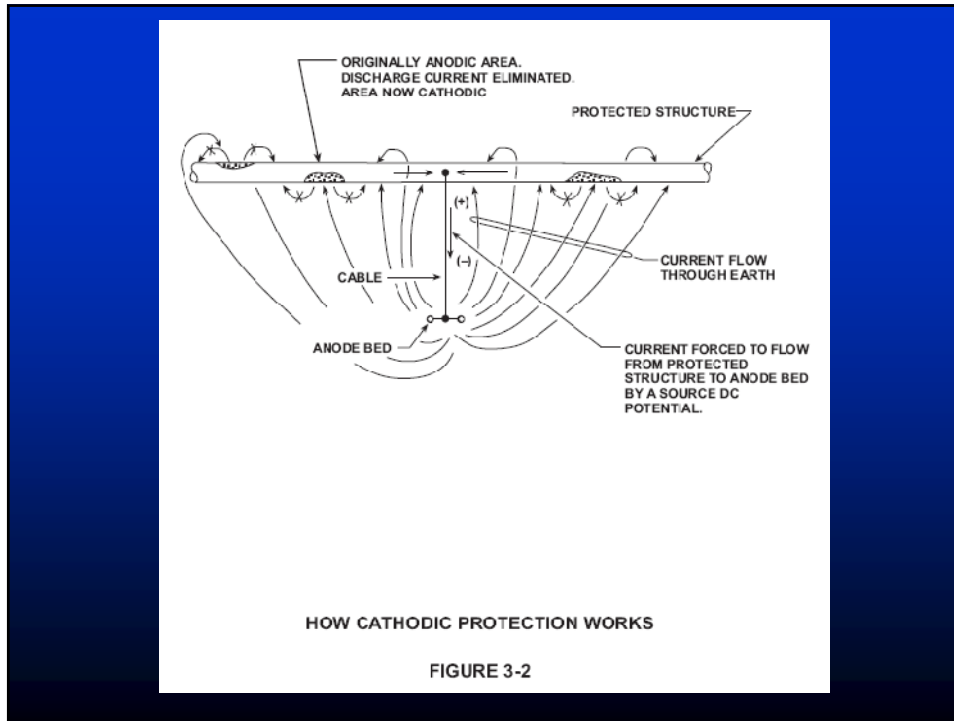 ORIGINALLY ANODIC AREA.
DISCHARGE CURRENT ELIMINATED.
AREA NOW CATHODIC
PROTECTED STRUCTURE
(+)
(–)
CABLE
CURRENT FLOW
THROUGH EARTH
ANODE BED
CURRENT FORCED TO FLOW
FROM PROTECTED
STRUCTURE TO ANODE BED
BY A SOURCE DC
POTENTIAL.
HOW CATHODIC PROTECTION WORKS
FIGURE 3-2